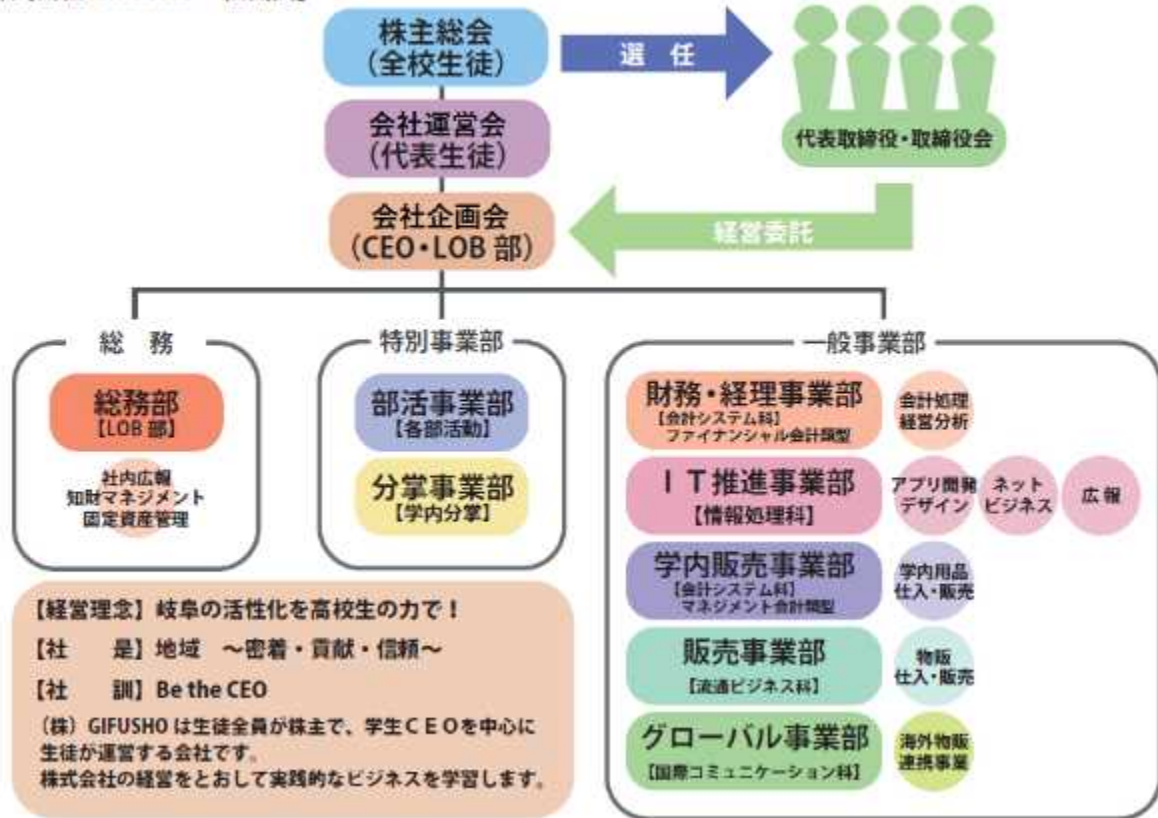 株主総会
(全校生徒)
選 任
代表取締役・取締役会
会社運営会
(代表生徒)
会社企画会
(CEO・LOB 部)
経営委託
総 務
総務部
【LOB 部】
社内広報
知財マネジメント
固定資産管理
特別事業部
部活事業部
【各部活動】
分掌事業部
【学内分掌】
一般事業部
財務・経理事業部
【会計システム科】
ファイナンシャル会計類型
会計処理
経営分析
IT推進事業部
【情報処理科】
アプリ開発
デザイン
ネット
ビジネス
広報
学内販売事業部
【会計システム科】
マネジメント会計類型
学内用品
仕入・販売
販売事業部
【流通ビジネス科】
物販
仕入・販売
グローバル事業部
【国際コミュニケーション科】
海外物販
連携事業
【経営理念】岐阜の活性化を高校生の力で!
【社 是】地域 ~密着・貢献・信頼~
【社 訓】Be the CEO
(株)GIFUSHO は生徒全員が株主で、学生CEOを中心に
生徒が運営する会社です。
株式会社の経営をとおして実践的なビジネスを学習します。